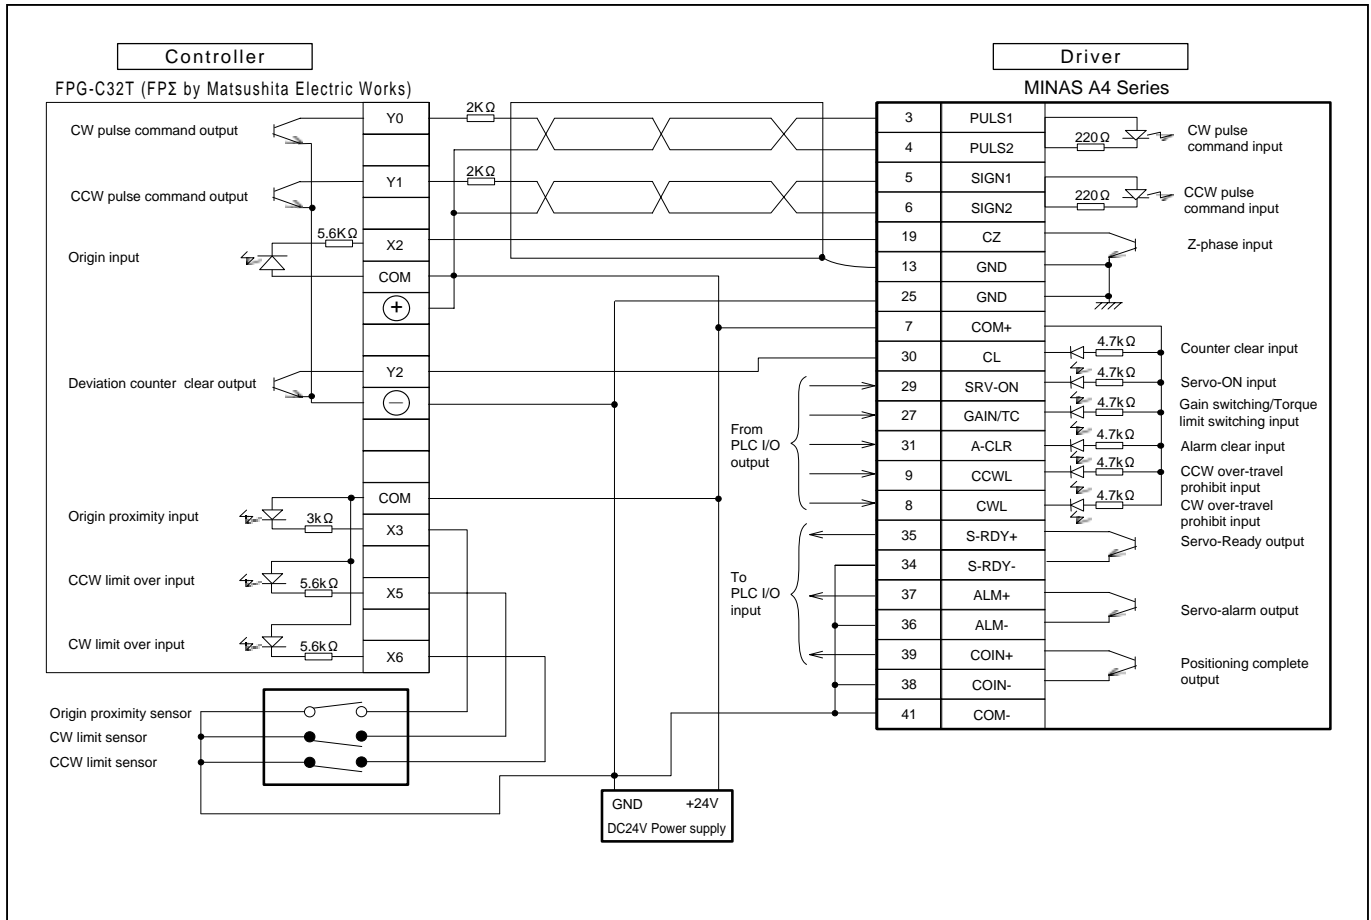 Controller
Driver
FPG-C32T (FPΣ by Matsushita Electric Works)
MINAS A4 Series
CW pulse command output
Y0
2KΩ
3
PULS1
220Ω
CW pulse
command input
4
PULS2
CCW pulse command output
Y1
2KΩ
5
SIGN1
220Ω
CCW pulse
command input
6
SIGN2
Origin input
5.6KΩ
X2
19
CZ
Z-phase input
COM
13
GND
+
25
GND
7
COM+
Deviation counter clear output
Y2
30
CL
4.7kΩ
Counter clear input
−
29
SRV-ON
4.7kΩ
Servo-ON input
27
GAIN/TC
4.7kΩ
Gain switching/Torque
limit switching input
From
PLC I/O
output
31
A-CLR
4.7kΩ
Alarm clear input
9
CCWL
4.7kΩ
CCW over-travel
prohibit input
8
CWL
4.7kΩ
CW over-travel
prohibit input
COM
Origin proximity input
3kΩ
X3
35
S-RDY+
Servo-Ready output
34
S-RDY-
CCW limit over input
5.6kΩ
X5
To
PLC I/O
input
37
ALM+
Servo-alarm output
36
ALM-
CW limit over input
5.6kΩ
X6
39
COIN+
Positioning complete
output
38
COIN-
41
COM-
Origin proximity sensor
CW limit sensor
CCW limit sensor
GND
+24V
DC24V Power supply